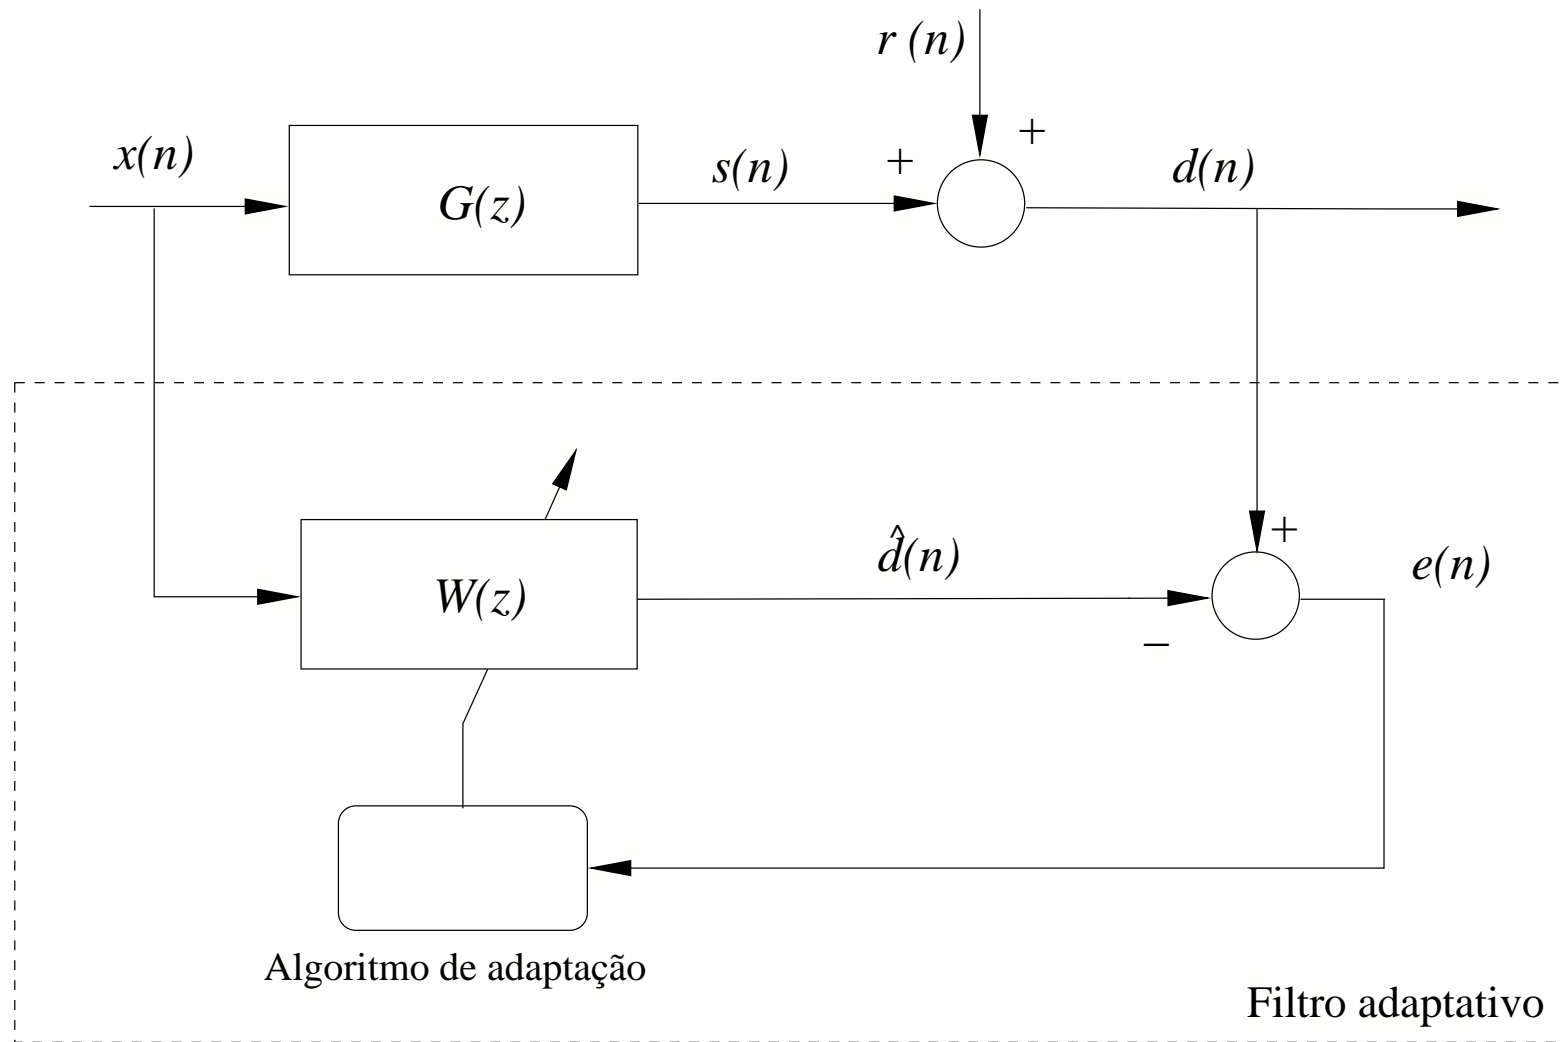 r (n)
+
x(n)
G(z)
s(n)
+
d(n)
W(z)
d̂(n)
+
−
e(n)
Algoritmo de adaptação
Filtro adaptativo